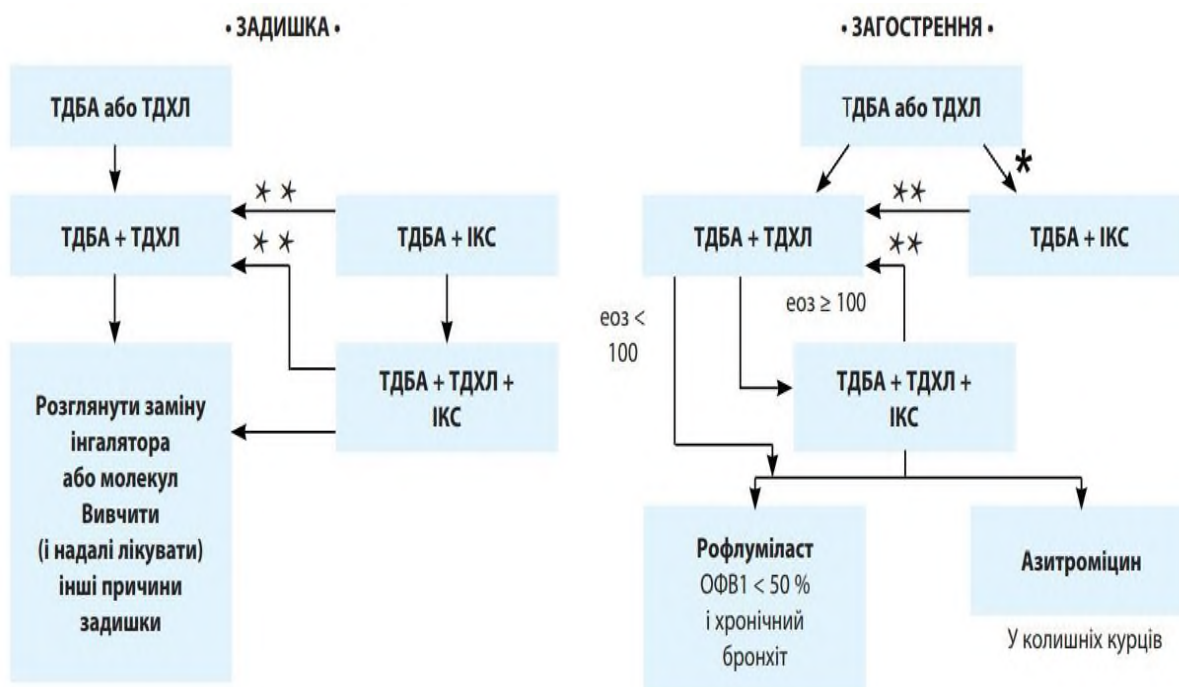 • ЗАДИШКА •
ТДБА або ТДХЛ
* *
ТДБА + ТДХЛ
ТДБА + ІКС
* *
ТДБА + ТДХЛ +
ІКС
Розглянути заміну
інгалятора
або молекул
Вивчити
(і надалі лікувати)
інші причини
задишки
• ЗАГОСТРЕННЯ •
ТДБА або ТДХЛ
*
**
ТДБА + ТДХЛ
ТДБА + ІКС
**
еоз <
100
еоз ≥ 100
ТДБА + ТДХЛ +
ІКС
Рофлуміласт
ОФВ1 < 50 %
і хронічний
бронхіт
Азитроміцин
У колишніх курців